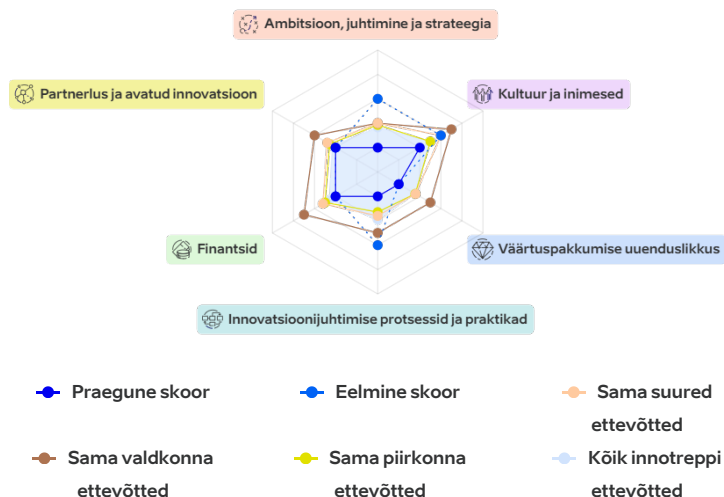 Ambitsioon, juhtimine ja strateegia
Partnerlus ja avatud innovatsioon
Kultuur ja inimesed
Finantsid
Väärtuspakkumise uuenduslikkus
Innovatsioonijuhtimise protsessid ja praktikad
Praegune skoor
Eelmine skoor
Sama suured
ettevõtted
Sama valdkonna
ettevõtted
Sama piirkonna
ettevõtted
Kõik innotreppi
ettevõtted